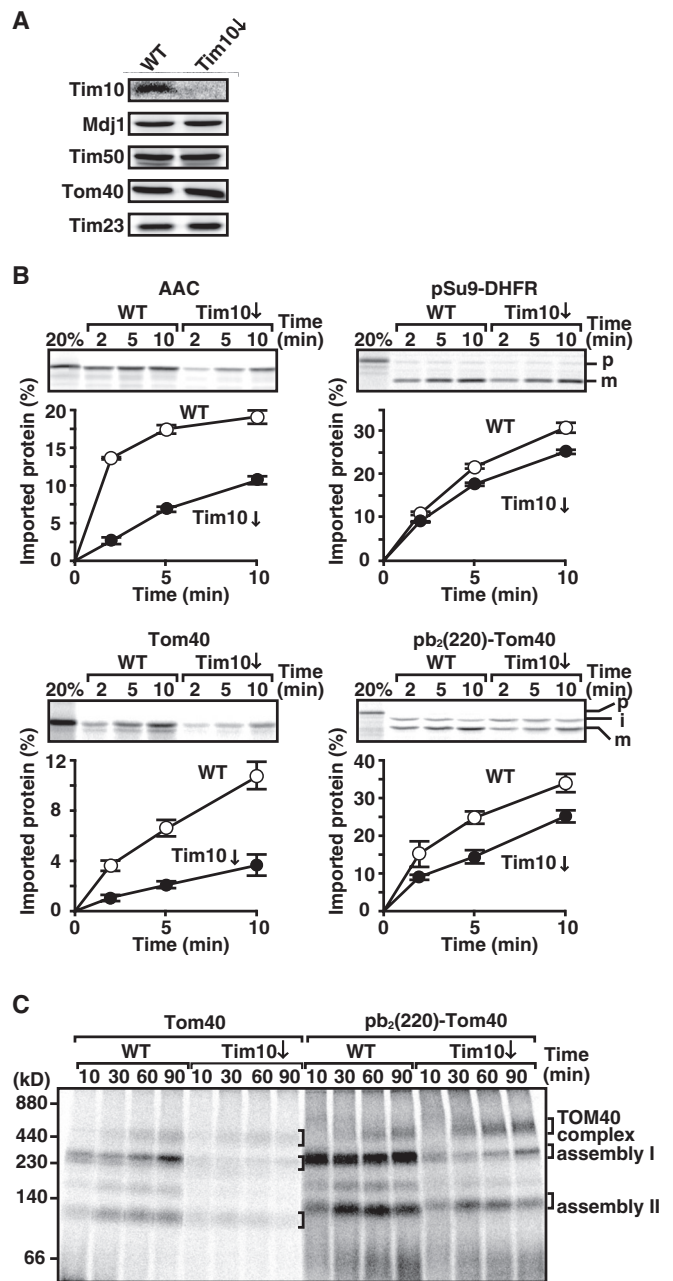 A
WT Tim10↓
Tim10
Mdj1
Tim50
Tom40
Tim23
B
AAC
WT Tim10↓ Time
20% 2 5 10 2 5 10 (min)
Imported protein (%)
20
15
10
5
0
WT
Tim10↓
0 5 10
Time (min)
pSu9-DHFR
WT Tim10↓ Time
20% 2 5 10 2 5 10 (min)
p
m
Imported protein (%)
30
20
10
0
WT
Tim10↓
0 5 10
Time (min)
Tom40
WT Tim10↓ Time
20% 2 5 10 2 5 10 (min)
Imported protein (%)
12
8
4
0
WT
Tim10↓
0 5 10
Time (min)
pb₂(220)-Tom40
WT Tim10↓ Time
20% 2 5 10 2 5 10 (min)
p
i
m
Imported protein (%)
40
30
20
10
0
WT
Tim10↓
0 5 10
Time (min)
C
Tom40 pb₂(220)-Tom40
WT Tim10↓ WT Tim10↓ Time
(kD) 10 30 60 90 10 30 60 90 10 30 60 90 10 30 60 90 (min)
880
440
230
140
66
TOM40
complex
assembly I
assembly II